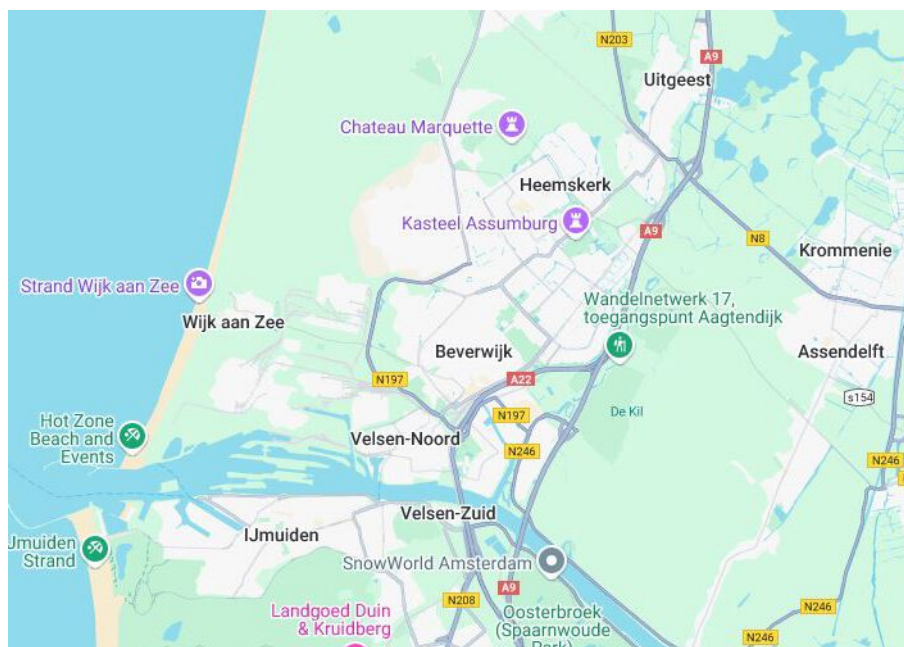 N203
A9
Uitgeest
Chateau Marquette
Heemskerk
Kasteel Assumburg
A9
N8
Krommenie
Strand Wijk aan Zee
Wijk aan Zee
Wandelnetwerk 17,
toegangspunt Aagtendijk
Beverwijk
Assendelft
N197
A22
s154
De Kil
Hot Zone
Beach and
Events
N197
Velsen-Noord
N246
N246
Velsen-Zuid
IJmuiden
IJmuiden
Strand
SnowWorld Amsterdam
A9
N208
Landgoed Duin
& Kruidberg
Oosterbroek
(Spaarnwoude
Park)
N246
N246